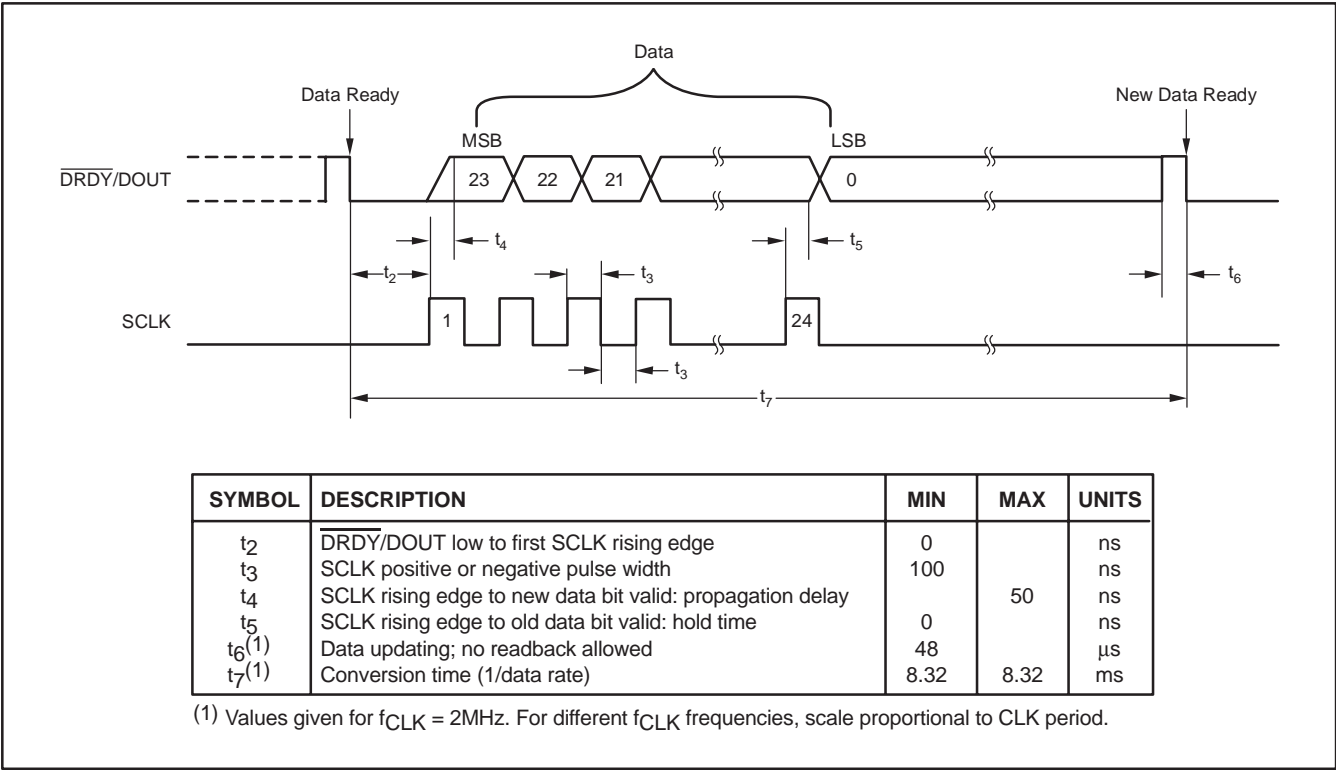 Data
Data Ready
New Data Ready
MSB
LSB
DRDY/DOUT
23
22
21
0
t4
t5
t2
t3
t6
SCLK
1
24
t3
t7
SYMBOL DESCRIPTION MIN MAX UNITS
t2 DRDY/DOUT low to first SCLK rising edge 0 ns
t3 SCLK positive or negative pulse width 100 ns
t4 SCLK rising edge to new data bit valid: propagation delay 50 ns
t5 SCLK rising edge to old data bit valid: hold time 0 ns
t6(1) Data updating; no readback allowed 48 μs
t7(1) Conversion time (1/data rate) 8.32 8.32 ms
(1) Values given for fCLK = 2MHz. For different fCLK frequencies, scale proportional to CLK period.